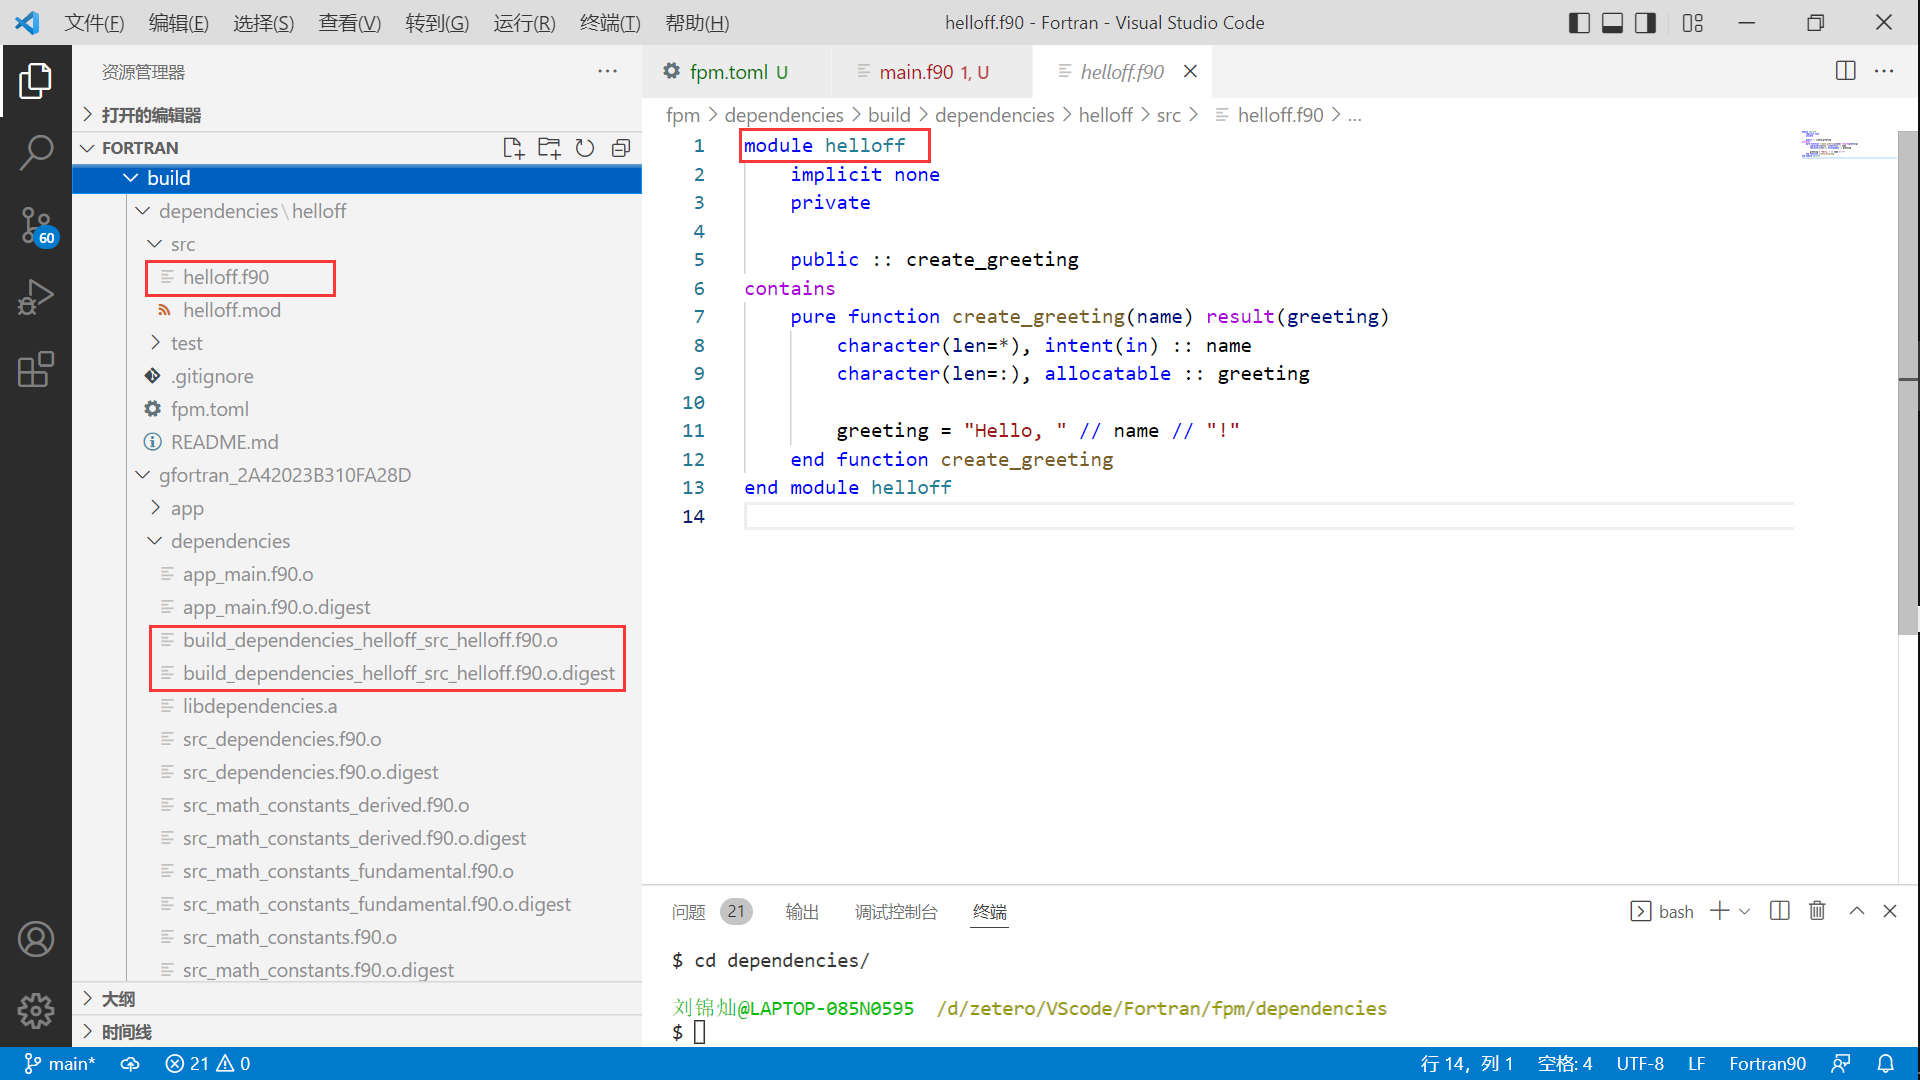 文件(F) 编辑(E) 选择(S) 查看(V) 转到(G) 运行(R) 终端(T) 帮助(H) helloff.f90 - Fortran - Visual Studio Code
资源管理器
打开的编辑器
FORTRAN
build
dependencies\helloff
src
helloff.f90
helloff.mod
test
.gitignore
fpm.toml
README.md
gfortran_2A42023B310FA28D
app
dependencies
app_main.f90.o
app_main.f90.o.digest
build_dependencies_helloff_src_helloff.f90.o
build_dependencies_helloff_src_helloff.f90.o.digest
libdependencies.a
src_dependencies.f90.o
src_dependencies.f90.o.digest
src_math_constants_derived.f90.o
src_math_constants_derived.f90.o.digest
src_math_constants_fundamental.f90.o
src_math_constants_fundamental.f90.o.digest
src_math_constants.f90.o
src_math_constants.f90.o.digest
大纲
时间线
60
fpm.toml U main.f90 1, U helloff.f90
fpm > dependencies > build > dependencies > helloff > src > helloff.f90 > ...
1 module helloff
2 implicit none
3 private
4
5 public :: create_greeting
6 contains
7 pure function create_greeting(name) result(greeting)
8 character(len=*), intent(in) :: name
9 character(len=:), allocatable :: greeting
10
11 greeting = "Hello, " // name // "!"
12 end function create_greeting
13 end module helloff
14
问题 21 输出 调试控制台 终端 bash
$ cd dependencies/
刘锦灿@LAPTOP-085N0595 /d/zetero/VScode/Fortran/fpm/dependencies
$
main* 21 0 行 14，列 1 空格: 4 UTF-8 LF Fortran90